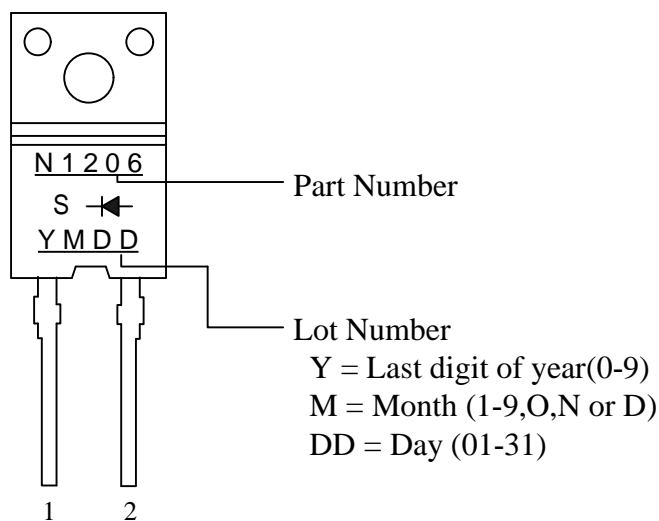 N1206
Part Number
S
YMDD
Lot Number
Y = Last digit of year(0-9)
M = Month (1-9,O,N or D)
DD = Day (01-31)
1 2